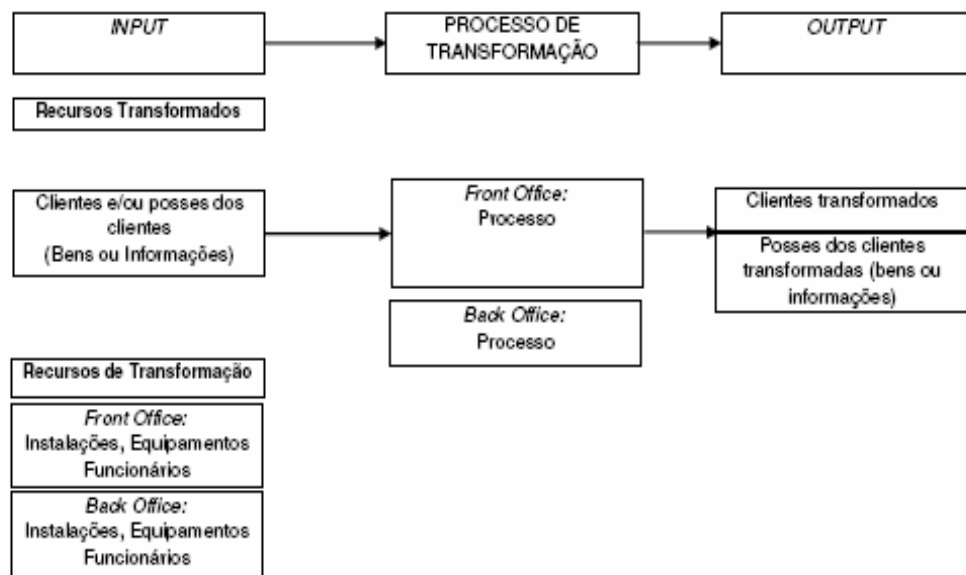 INPUT
PROCESSO DE
TRANSFORMAÇÃO
OUTPUT
Recursos Transformados
Clientes e/ou posses dos
clientes
(Bens ou Informações)
Front Office:
Processo
Clientes transformados
Posses dos clientes
transformadas (bens ou
informações)
Back Office:
Processo
Recursos de Transformação
Front Office:
Instalações, Equipamentos
Funcionários
Back Office:
Instalações, Equipamentos
Funcionários